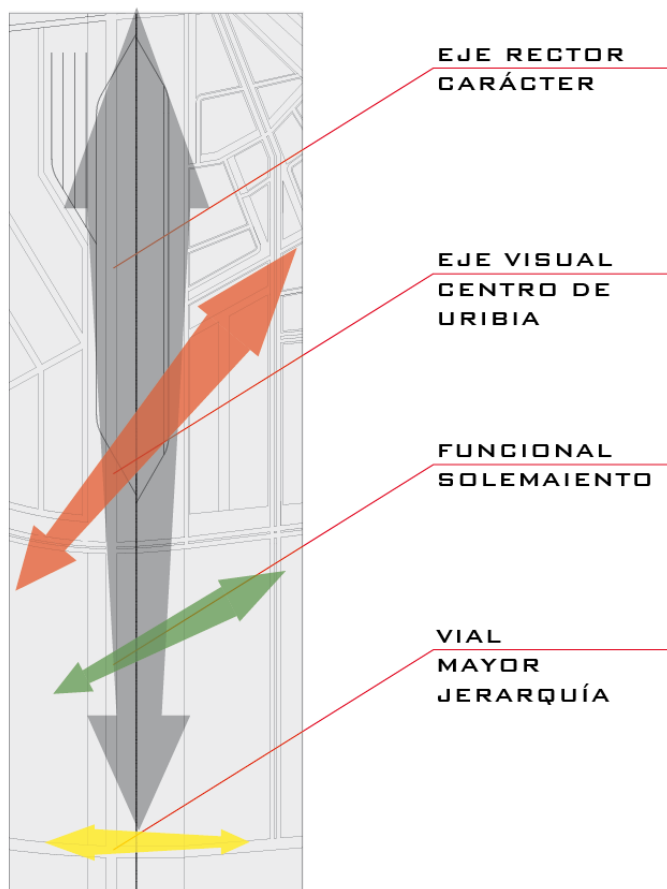 EJE RECTOR
CARÁCTER
EJE VISUAL
CENTRO DE
URIBIA
FUNCIONAL
SOLEMAIENTO
VIAL
MAYOR
JERARQUÍA